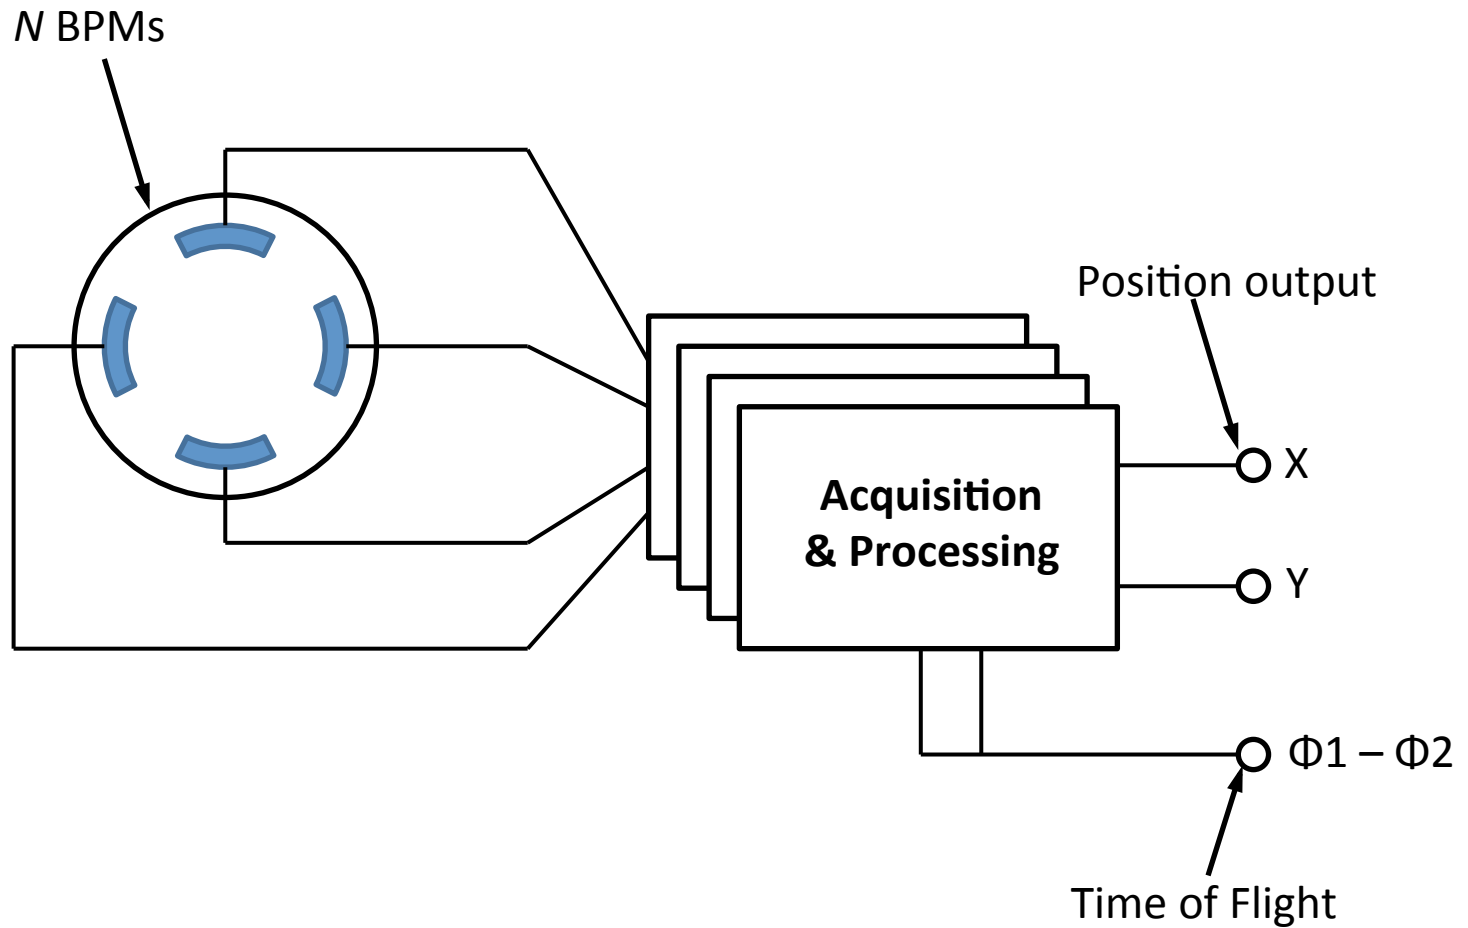 N BPMs
Position output
X
Acquisition
& Processing
Y
Φ1 – Φ2
Time of Flight